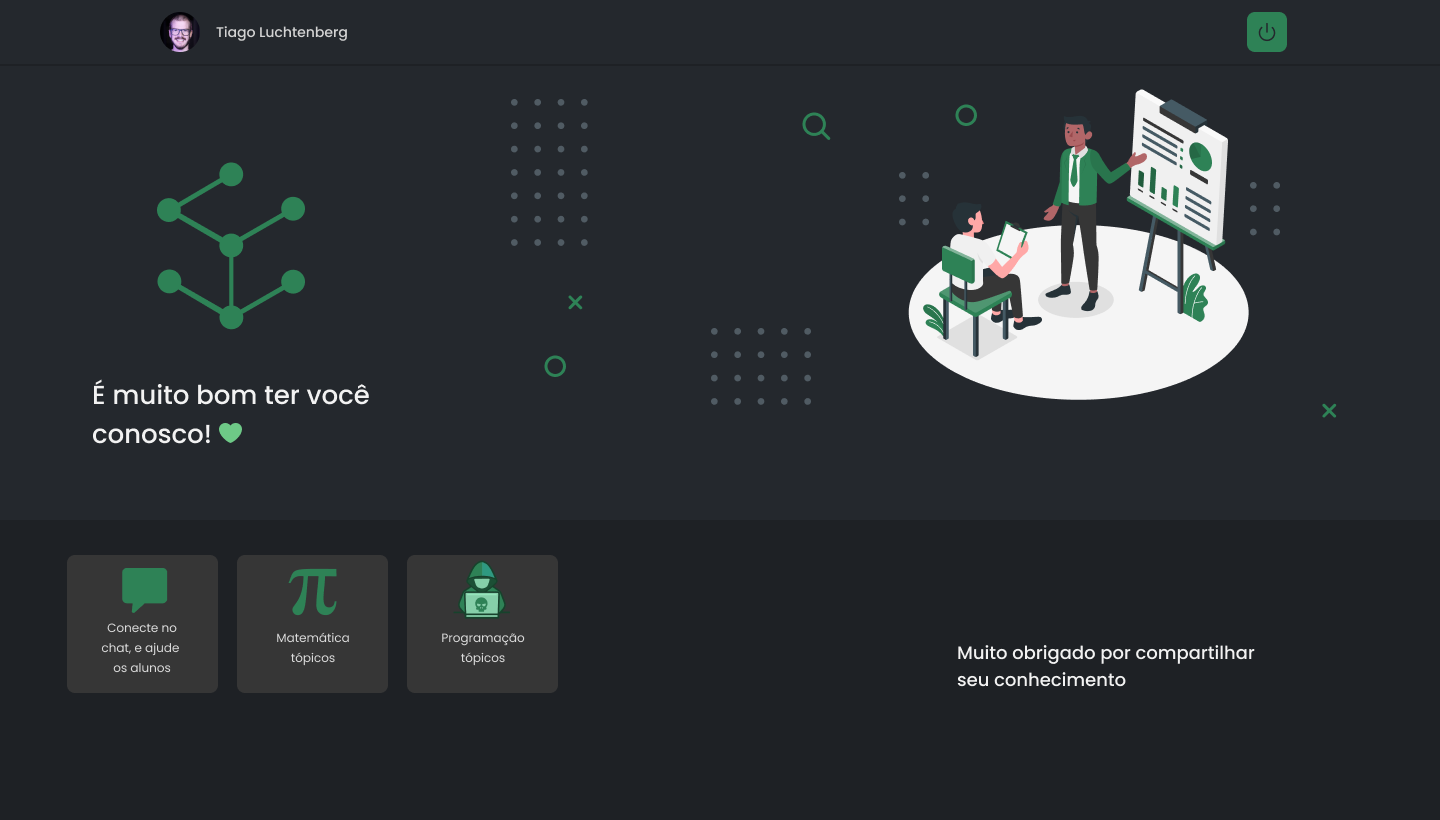 Tiago Luchtenberg
É muito bom ter você
conosco! 💚
Conecte no
chat, e ajude
os alunos
π
Matemática
tópicos
Programação
tópicos
Muito obrigado por compartilhar
seu conhecimento